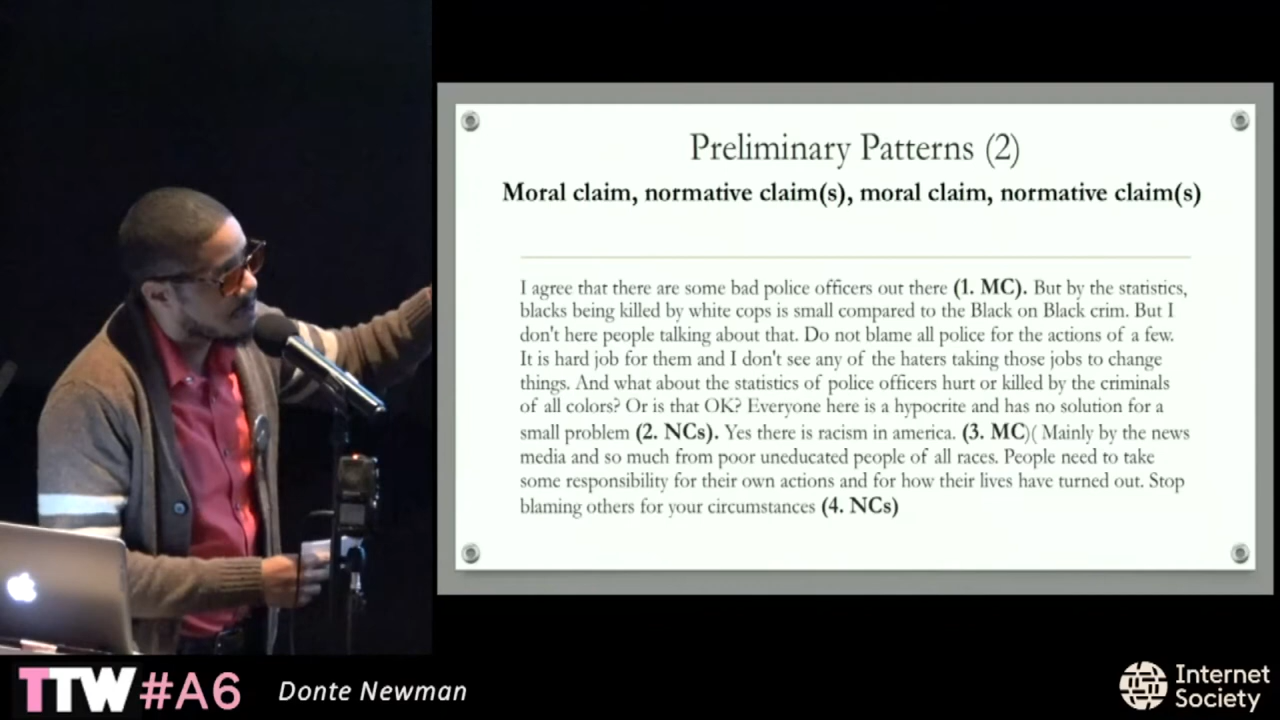 Preliminary Patterns (2)
Moral claim, normative claim(s), moral claim, normative claim(s)
I agree that there are some bad police officers out there (1. MC). But by the statistics,
blacks being killed by white cops is small compared to the Black on Black crim. But I
don't here people talking about that. Do not blame all police for the actions of a few.
It is hard job for them and I don't see any of the haters taking those jobs to change
things. And what about the statistics of police officers hurt or killed by the criminals
of all colors? Or is that OK? Everyone here is a hypocrite and has no solution for a
small problem (2. NCs). Yes there is racism in america. (3. MC)( Mainly by the news
media and so much from poor uneducated people of all races. People need to take
some responsibility for their own actions and for how their lives have turned out. Stop
blaming others for your circumstances (4. NCs)
TTW#A6
Donte Newman
Internet
Society